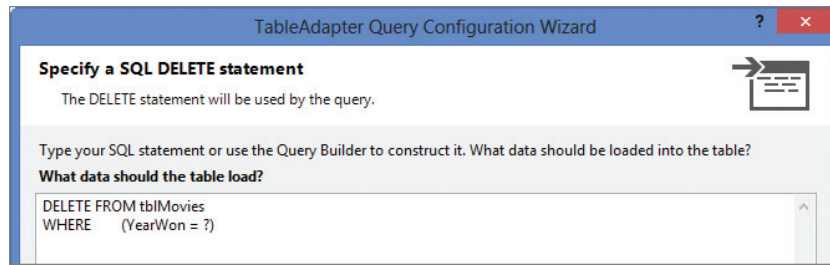 TableAdapter Query Configuration Wizard ? ×
Specify a SQL DELETE statement
The DELETE statement will be used by the query.
Type your SQL statement or use the Query Builder to construct it. What data should be loaded into the table?
What data should the table load?
DELETE FROM tblMovies
WHERE (YearWon = ?)